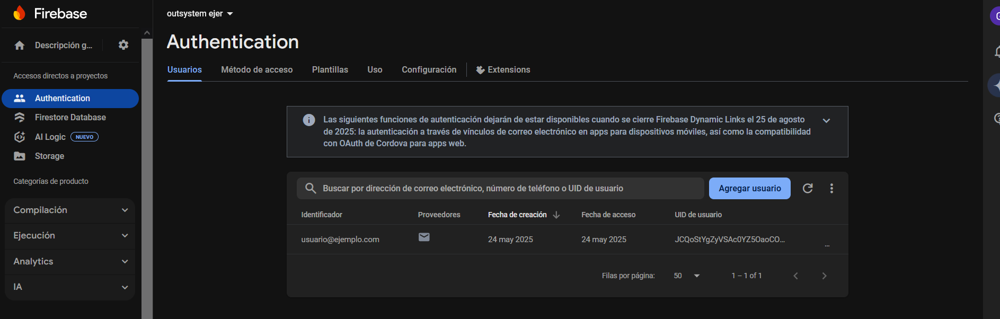 Firebase
outsystem ejer
Descripción g...
Authentication
Usuarios Método de acceso Plantillas Uso Configuración Extensions
Accesos directos a proyectos
Authentication
Firestore Database
AI Logic NUEVO
Storage
Categorías de producto
Compilación
Ejecución
Analytics
IA
Las siguientes funciones de autenticación dejarán de estar disponibles cuando se cierre Firebase Dynamic Links el 25 de agosto
de 2025: la autenticación a través de vínculos de correo electrónico en apps para dispositivos móviles, así como la compatibilidad
con OAuth de Cordova para apps web.
Buscar por dirección de correo electrónico, número de teléfono o UID de usuario Agregar usuario
Identificador Proveedores Fecha de creación Fecha de acceso UID de usuario
usuario@ejemplo.com 24 may 2025 24 may 2025 JCQoStYgZyVSAc0YZ5OaoCO...
...
Filas por página: 50 1 – 1 of 1